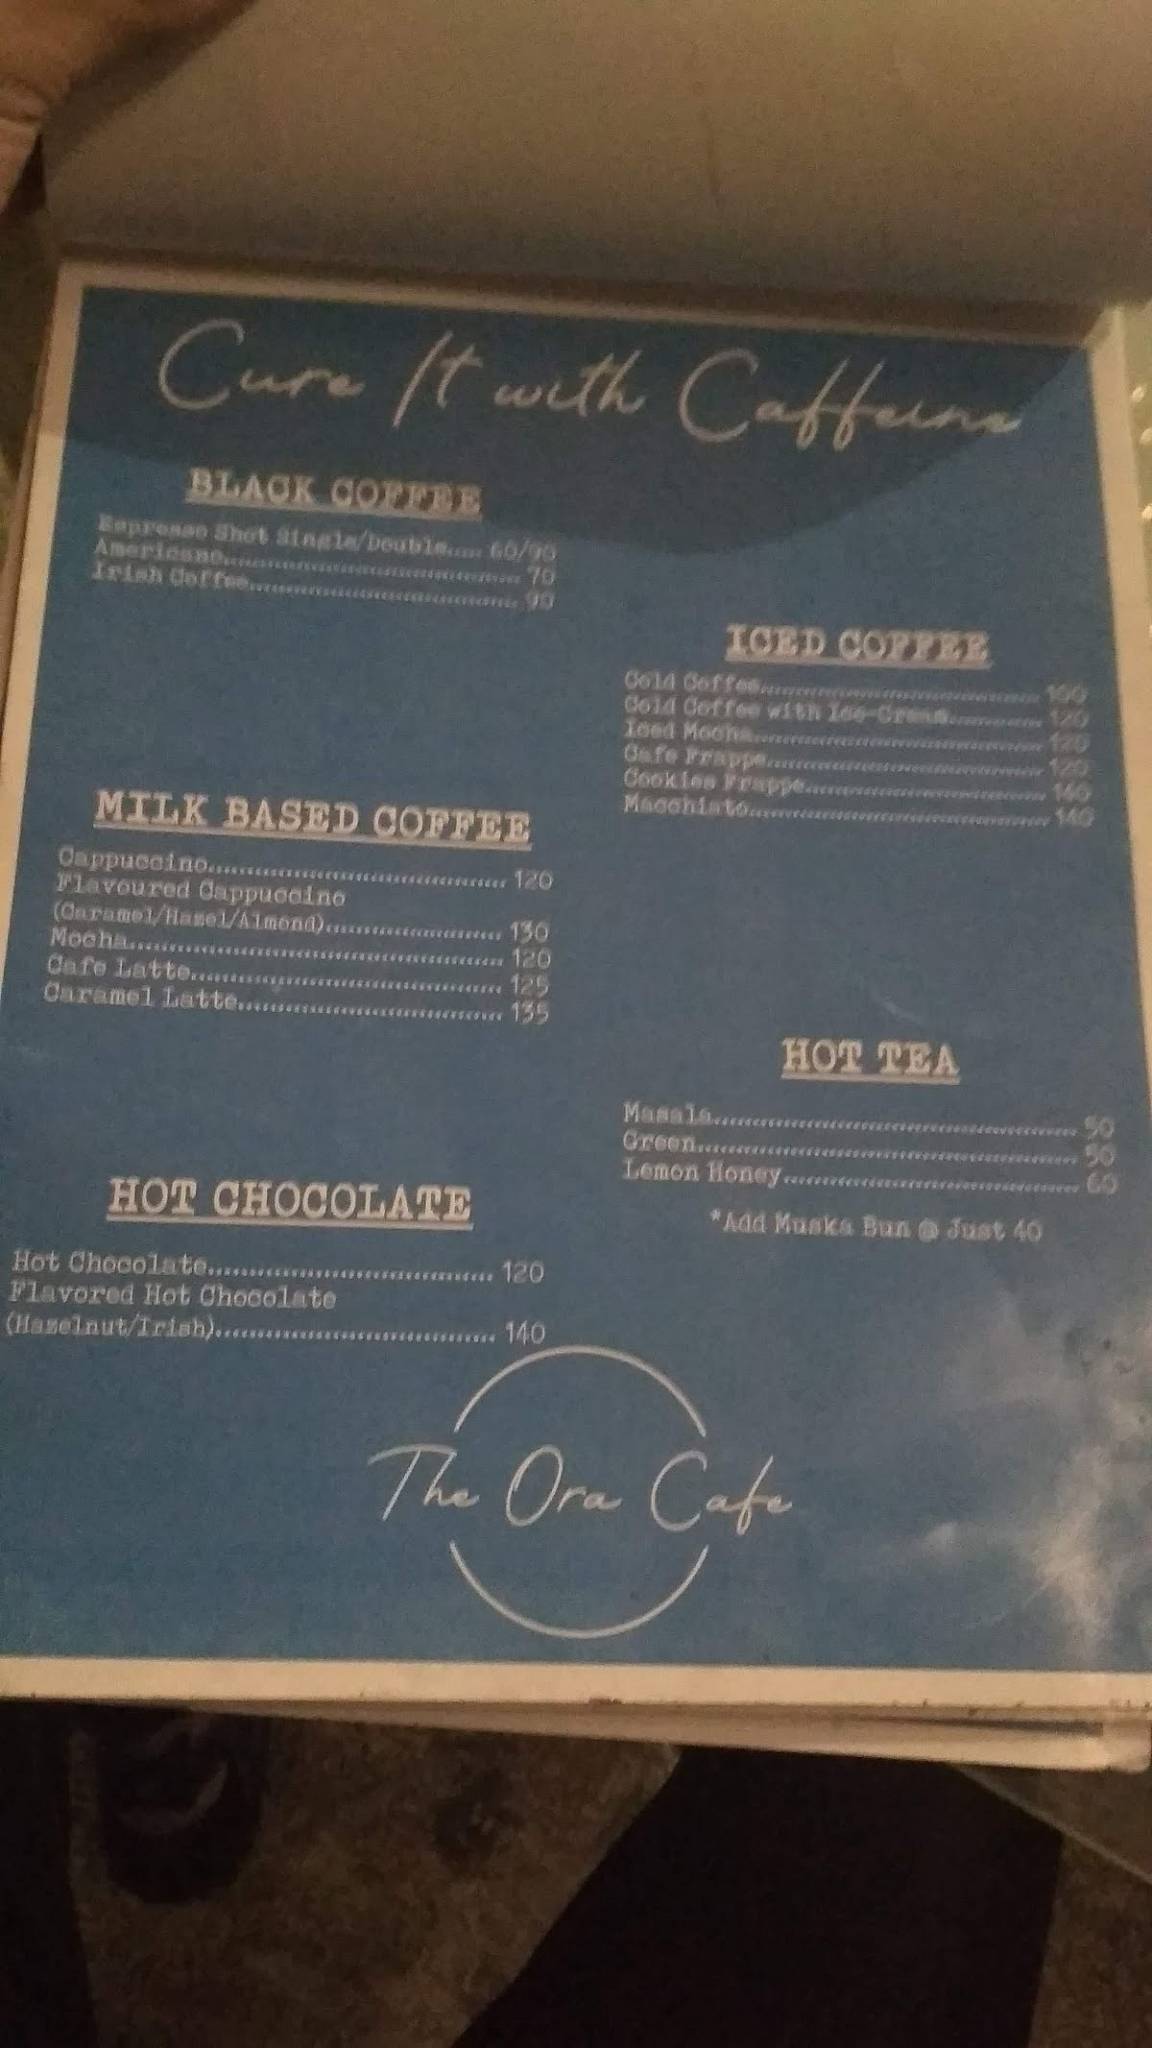 Cure It with Caffeine
BLACK COFFEE
Espresso Shot Single/Double..... 60/90
Americano........................................ 70
Irish Coffee..................................... 90
MILK BASED COFFEE
Cappuccino....................................... 120
Flavoured Cappuccino
(Caramel/Hazel/Almond)....................... 130
Mocha.................................................. 120
Cafe Latte......................................... 125
Caramel Latte................................... 135
HOT CHOCOLATE
Hot Chocolate................................... 120
Flavored Hot Chocolate
(Hazelnut/Irish).................................. 140
ICED COFFEE
Cold Coffee...................................... 100
Cold Coffee with Ice-Cream............ 120
Iced Mocha....................................... 120
Cafe Frappe..................................... 120
Cookies Frappe................................ 140
Macchiato........................................ 140
HOT TEA
Masala................................................ 50
Green.................................................. 50
Lemon Honey..................................... 60
*Add Muska Bun @ Just 40
The Ora Cafe